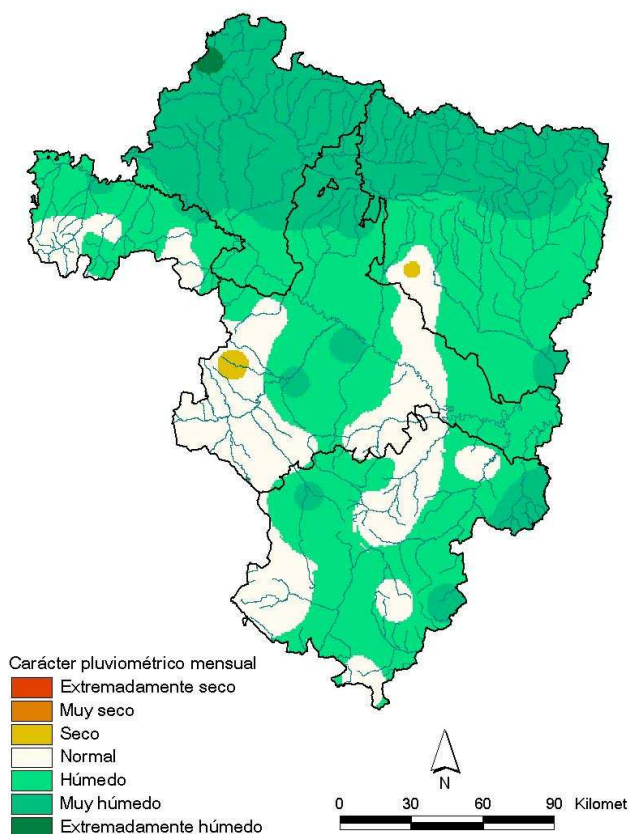 Carácter pluviométrico mensual
Extremadamente seco
Muy seco
Seco
Normal
Húmedo
Muy húmedo
Extremadamente húmedo
N
0 30 60 90 Kilomet